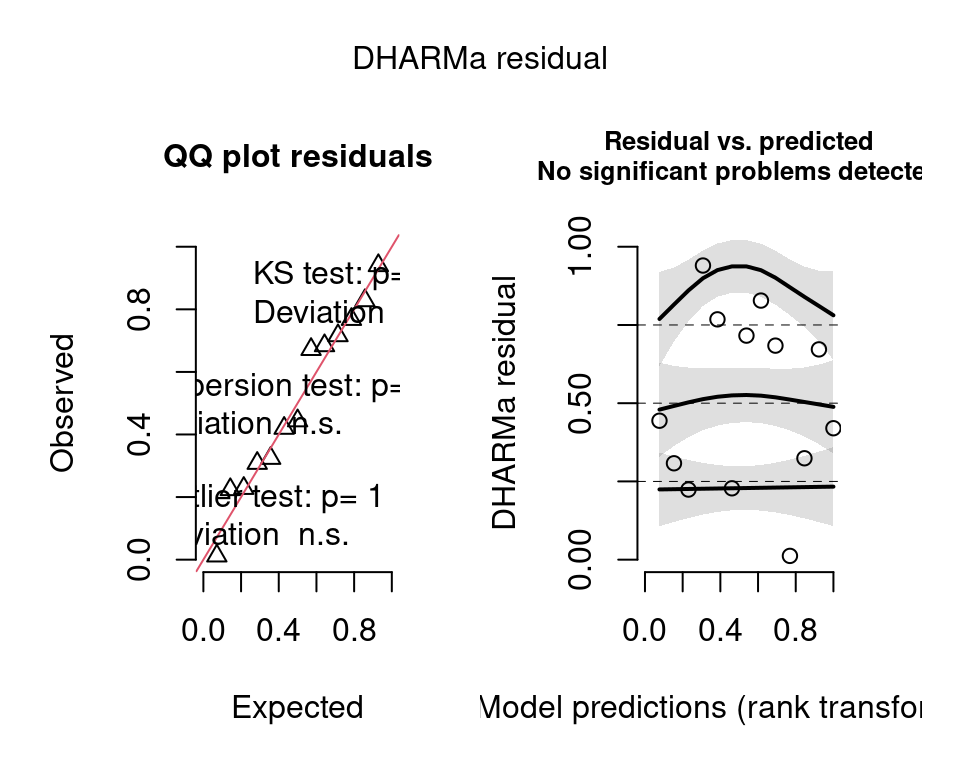 DHARMa residual
QQ plot residuals
KS test: p=
Deviation
persion test: p=
iation n.s.
tlier test: p= 1
viation n.s.
Observed
0.0 0.4 0.8
0.0 0.4 0.8
Expected
Residual vs. predicted
No significant problems detecte
DHARMa residual
0.00 0.50 1.00
0.0 0.4 0.8
Model predictions (rank transfor